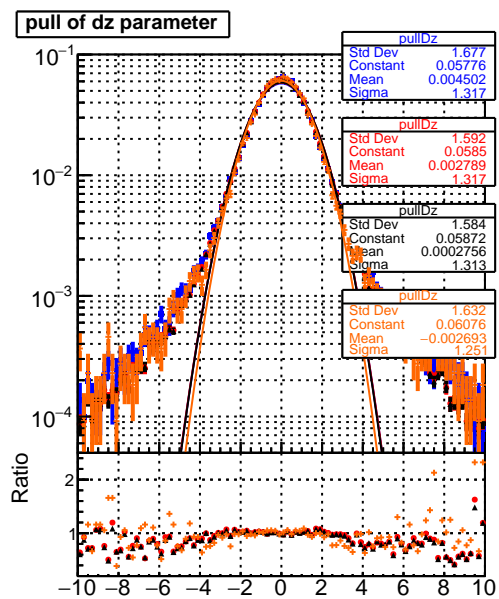 pull of dz parameter
pullDz
Std Dev 1.677
Constant 0.05776
Mean 0.004502
Sigma 1.317
pullDz
Std Dev 1.592
Constant 0.0585
Mean 0.002789
Sigma 1.317
pullDz
Std Dev 1.584
Constant 0.05872
Mean 0.0002756
Sigma 1.313
pullDz
Std Dev 1.632
Constant 0.06076
Mean −0.002693
Sigma 1.251
10−1
10−2
10−3
10−4
Ratio
2
1
−10 −8 −6 −4 −2 0 2 4 6 8 10